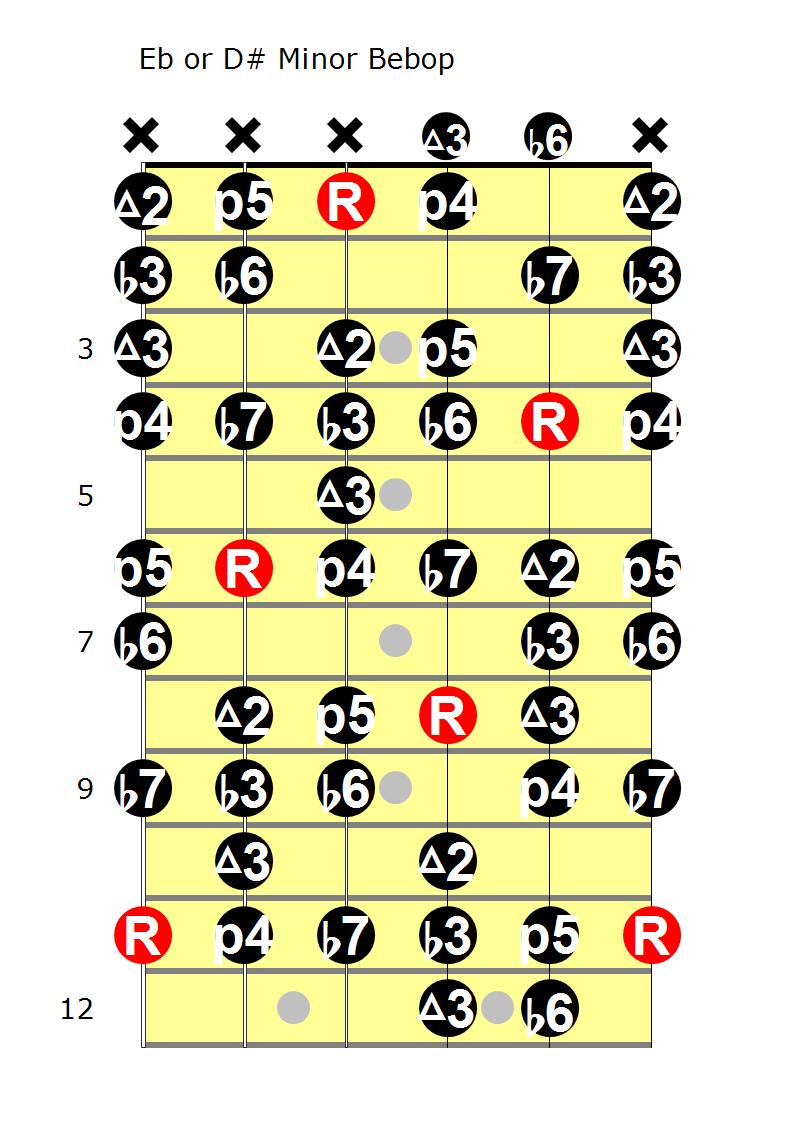 Eb or D# Minor Bebop
× × × Δ3 ♭6 ×
Δ2 p5 R p4 Δ2
♭3 ♭6 ♭7 ♭3
3 Δ3 Δ2 p5 Δ3
p4 ♭7 ♭3 ♭6 R p4
5 Δ3
p5 R p4 ♭7 Δ2 p5
7 ♭6 ♭3 ♭6
Δ2 p5 R Δ3
9 ♭7 ♭3 ♭6 p4 ♭7
Δ3 Δ2
R p4 ♭7 ♭3 p5 R
12 Δ3 ♭6